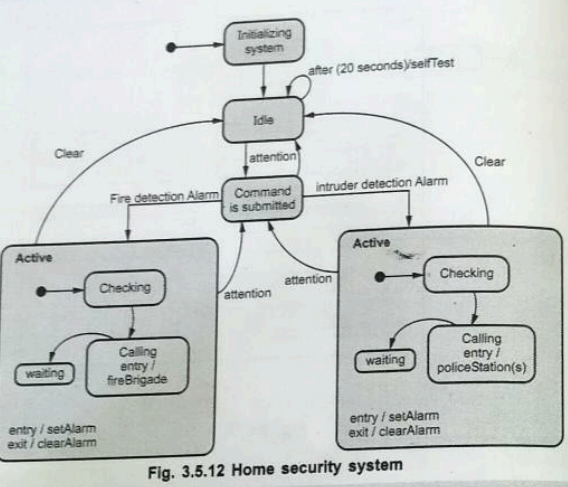 Initializing
system
after (20 seconds)/selfTest
Idle
Clear
attention
Clear
Fire detection Alarm
Command
is submitted
intruder detection Alarm
Active
Checking
Calling
entry /
fireBrigade
waiting
entry / setAlarm
exit / clearAlarm
attention
attention
Active
Checking
Calling
entry /
policeStation(s)
waiting
entry / setAlarm
exit / clearAlarm
Fig. 3.5.12 Home security system